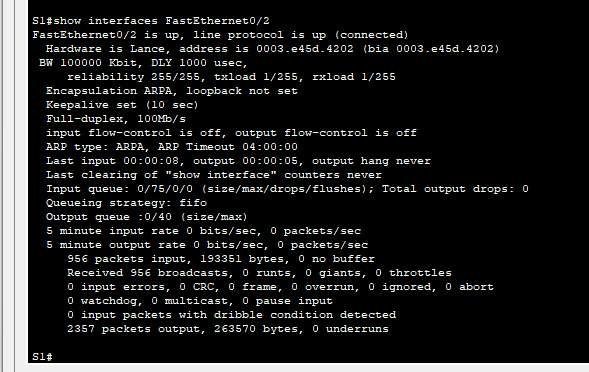 S1#show interfaces FastEthernet0/2
FastEthernet0/2 is up, line protocol is up (connected)
Hardware is Lance, address is 0003.e45d.4202 (bia 0003.e45d.4202)
BW 100000 Kbit, DLY 1000 usec,
reliability 255/255, txload 1/255, rxload 1/255
Encapsulation ARPA, loopback not set
Keepalive set (10 sec)
Full-duplex, 100Mb/s
input flow-control is off, output flow-control is off
ARP type: ARPA, ARP Timeout 04:00:00
Last input 00:00:08, output 00:00:05, output hang never
Last clearing of "show interface" counters never
Input queue: 0/75/0/0 (size/max/drops/flushes); Total output drops: 0
Queueing strategy: fifo
Output queue :0/40 (size/max)
5 minute input rate 0 bits/sec, 0 packets/sec
5 minute output rate 0 bits/sec, 0 packets/sec
956 packets input, 193351 bytes, 0 no buffer
Received 956 broadcasts, 0 runts, 0 giants, 0 throttles
0 input errors, 0 CRC, 0 frame, 0 overrun, 0 ignored, 0 abort
0 watchdog, 0 multicast, 0 pause input
0 input packets with dribble condition detected
2357 packets output, 263570 bytes, 0 underruns
S1#